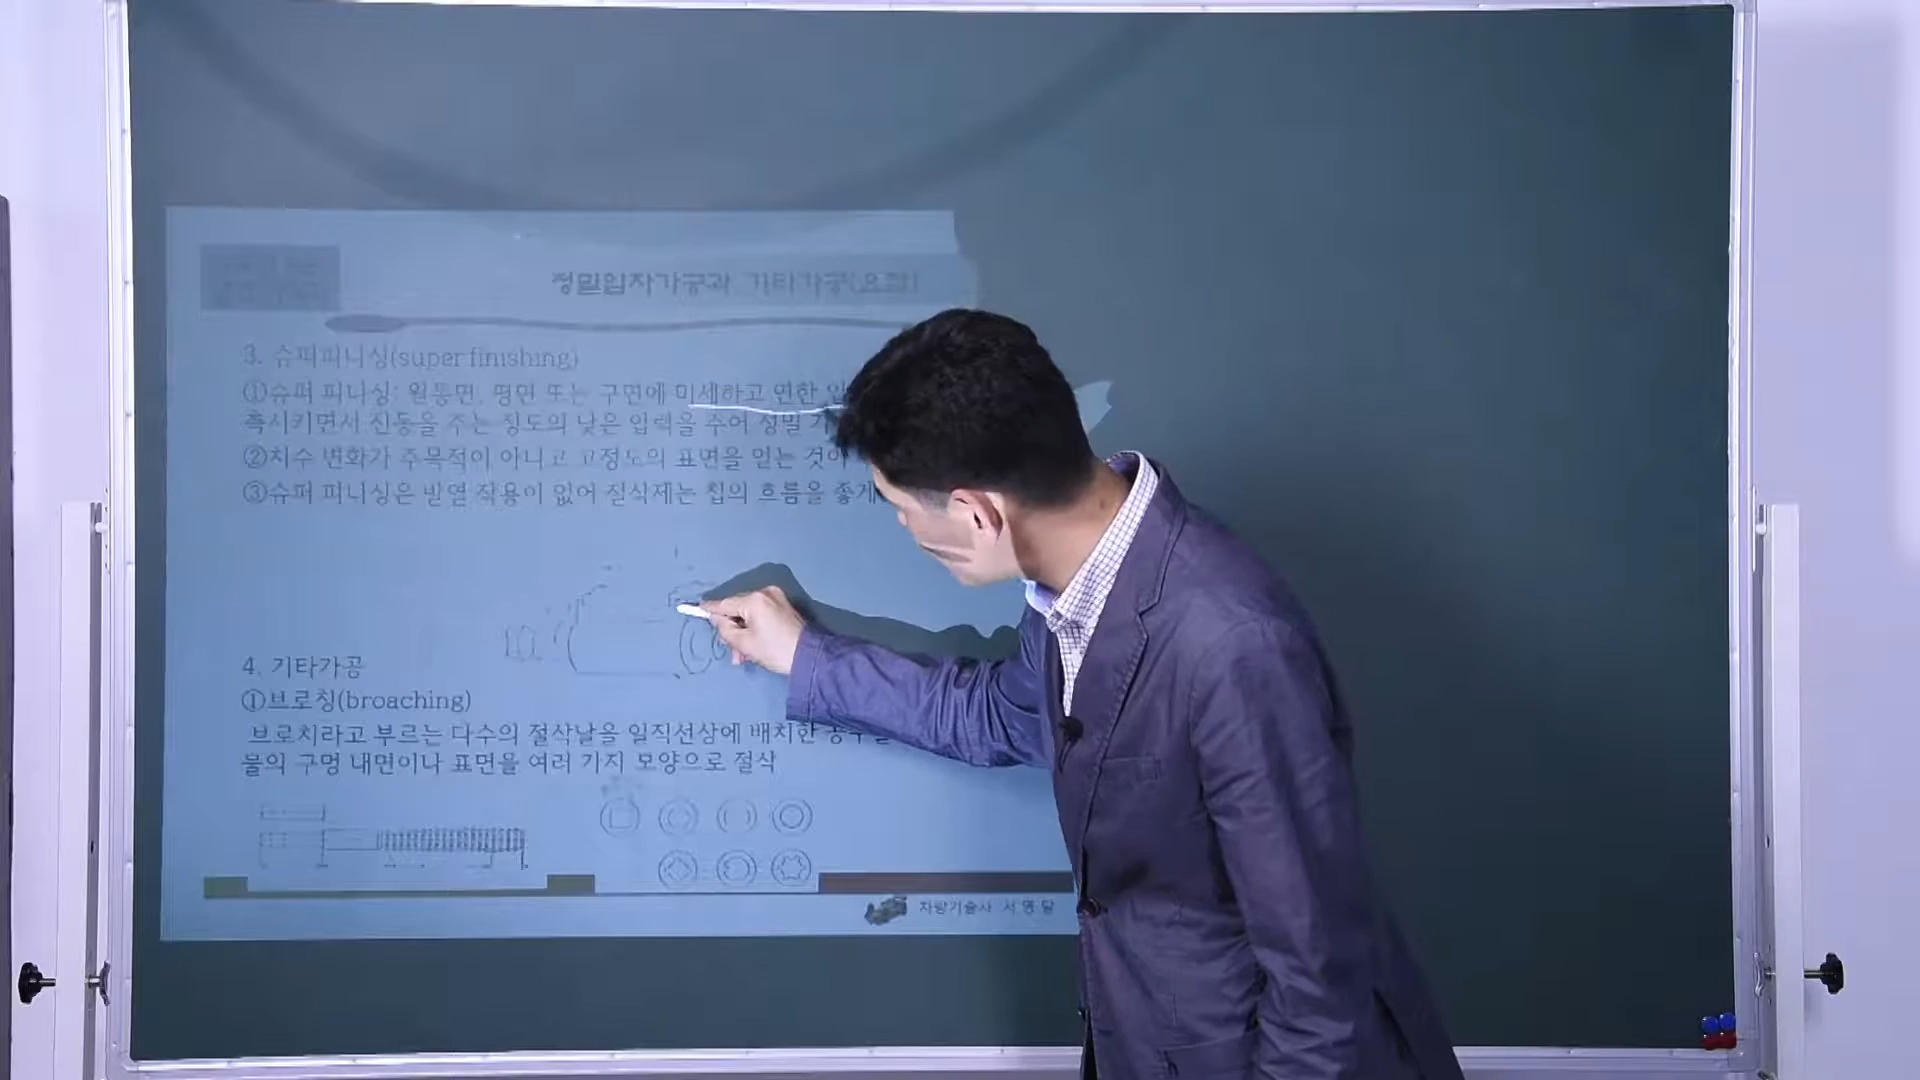 정밀입자가공과 기타가공(요점)
3. 슈퍼피니싱(super finishing)
①슈퍼 피니싱: 원통면, 평면 또는 구면에 미세하고 연한
측시키면서 진동을 주는 정도의 낮은 압력을 주어 정밀
②치수 변화가 주목적이 아니고 고정도의 표면을 얻는 것이
③슈퍼 피니싱은 발열 작용이 없어 절삭제는 칩의 흐름을 좋게
4. 기타가공
①브로칭(broaching)
브로치라고 부르는 다수의 절삭날을 일직선상에 배치한
물의 구멍 내면이나 표면을 여러 가지 모양으로 절삭
차량기술사 서영달